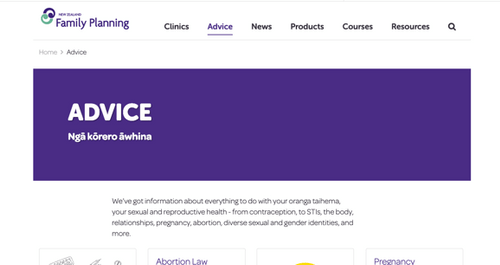 NEW ZEALAND
Family Planning
Clinics Advice News Products Courses Resources
Home > Advice
ADVICE
Ngā kōrero āwhina
We've got information about everything to do with your oranga taihema,
your sexual and reproductive health - from contraception, to STIs, the body,
relationships, pregnancy, abortion, diverse sexual and gender identities, and
more.
Abortion Law
Pregnancy